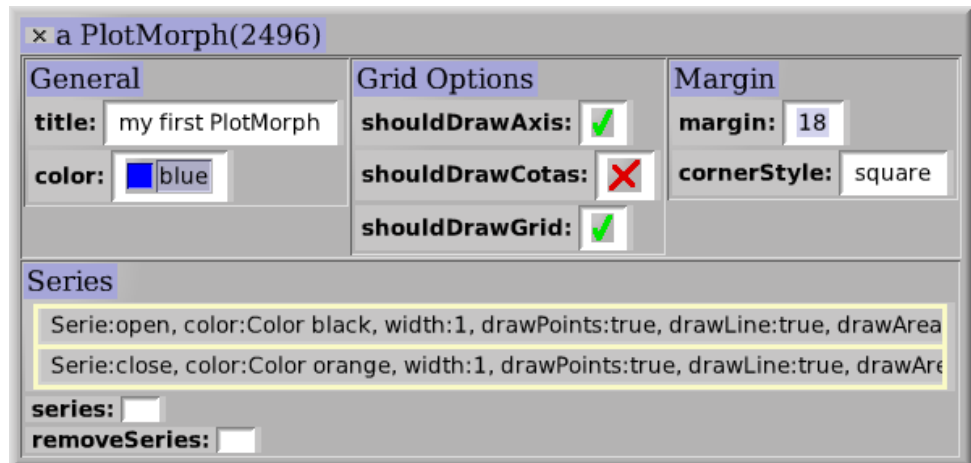 × a PlotMorph(2496)
General
title: my first PlotMorph
color: blue
Grid Options
shouldDrawAxis:
shouldDrawCotas:
shouldDrawGrid:
Margin
margin: 18
cornerStyle: square
Series
Serie:open, color:Color black, width:1, drawPoints:true, drawLine:true, drawArea
Serie:close, color:Color orange, width:1, drawPoints:true, drawLine:true, drawAre
series:
removeSeries: